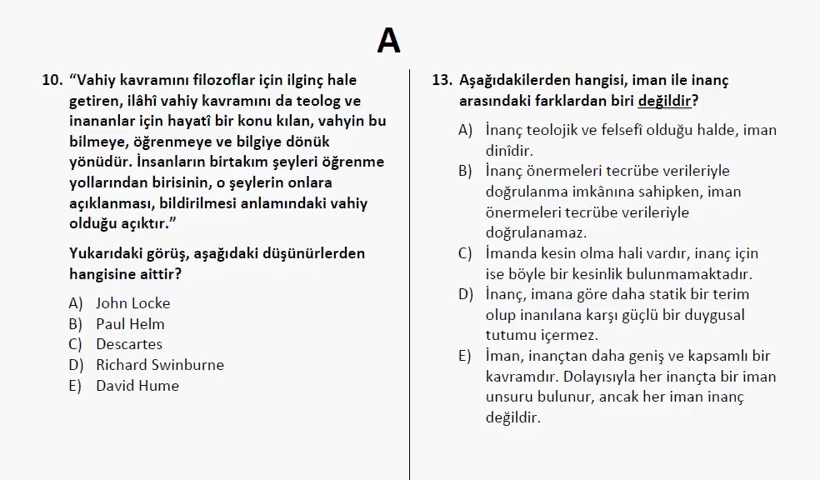 A
10. “Vahiy kavramını filozoflar için ilginç hale
getiren, ilâhî vahiy kavramını da teolog ve
inananlar için hayatî bir konu kılan, vahyin bu
bilmeye, öğrenmeye ve bilgiye dönük
yönüdür. İnsanların birtakım şeyleri öğrenme
yollarından birisinin, o şeylerin onlara
açıklanması, bildirilmesi anlamındaki vahiy
olduğu açıktır.”
Yukarıdaki görüş, aşağıdaki düşünürlerden
hangisine aittir?
A) John Locke
B) Paul Helm
C) Descartes
D) Richard Swinburne
E) David Hume
13. Aşağıdakilerden hangisi, iman ile inanç
arasındaki farklardan biri değildir?
A) İnanç teolojik ve felsefî olduğu halde, iman
dinîdir.
B) İnanç önermeleri tecrübe verileriyle
doğrulanma imkânına sahipken, iman
önermeleri tecrübe verileriyle
doğrulanamaz.
C) İmanda kesin olma hali vardır, inanç için
ise böyle bir kesinlik bulunmamaktadır.
D) İnanç, imana göre daha statik bir terim
olup inanılana karşı güçlü bir duygusal
tutumu içermez.
E) İman, inançtan daha geniş ve kapsamlı bir
kavramdır. Dolayısıyla her inançta bir iman
unsuru bulunur, ancak her iman inanç
değildir.